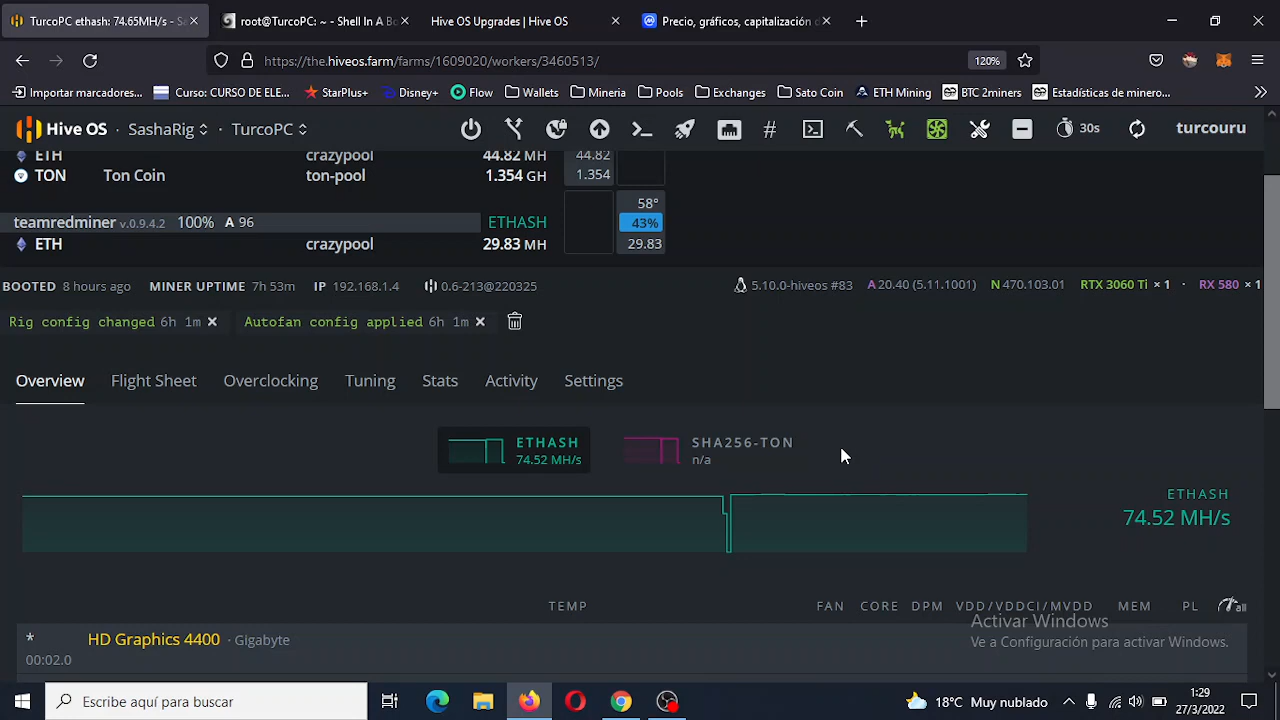 TurcoPC ethash: 74.65MH/s - Sa
root@TurcoPC: ~ - Shell In A Bo
Hive OS Upgrades | Hive OS
Precio, gráficos, capitalización d
https://the.hiveos.farm/farms/1609020/workers/3460513/
120%
Importar marcadores...
Curso: CURSO DE ELE...
StarPlus+
Disney+
Flow
Wallets
Mineria
Pools
Exchanges
Sato Coin
ETH Mining
BTC 2miners
Estadísticas de minero...
Hive OS
SashaRig
TurcoPC
30s
turcouru
ETH crazypool 44.82 MH 44.82
TON Ton Coin ton-pool 1.354 GH 1.354
58°
teamredminer v.0.9.4.2 100% A 96 ETHASH 43%
ETH crazypool 29.83 MH 29.83
BOOTED 8 hours ago MINER UPTIME 7h 53m IP 192.168.1.4 0.6-213@220325 5.10.0-hiveos #83 A 20.40 (5.11.1001) N 470.103.01 RTX 3060 Ti × 1 · RX 580 × 1
Rig config changed 6h 1m × Autofan config applied 6h 1m ×
Overview Flight Sheet Overclocking Tuning Stats Activity Settings
ETHASH
74.52 MH/s
SHA256-TON
n/a
ETHASH
74.52 MH/s
TEMP FAN CORE DPM VDD/VDDCI/MVDD MEM PL all
Activar Windows
Ve a Configuración para activar Windows.
* HD Graphics 4400 - Gigabyte
00:02.0
Escribe aquí para buscar
18°C Muy nublado
1:29
27/3/2022